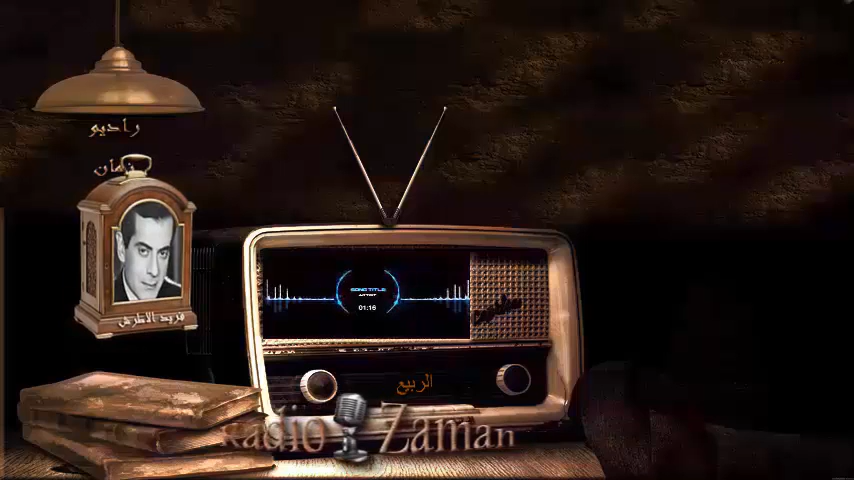 راديو
زمان
فريد الأطرش
SONG TITLE
ARTIST
01:16
الربيع
Radio Zaman